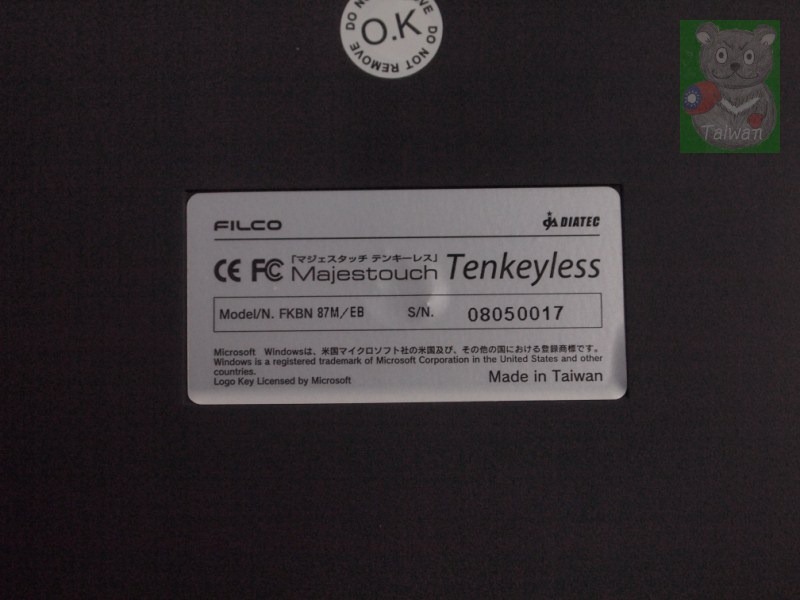 DO NOT REMOVE
O.K
Taiwan
FILCO
DIATEC
CE FC 「マジェスタッチ テンキーレス」
Majestouch Tenkeyless
Model/N. FKBN 87M/EB S/N. 08050017
Microsoft Windowsは、米国マイクロソフト社の米国及び、その他の国における登録商標です。
Windows is a registered trademark of Microsoft Corporation in the United States and other
countries.
Logo Key Licensed by Microsoft
Made in Taiwan